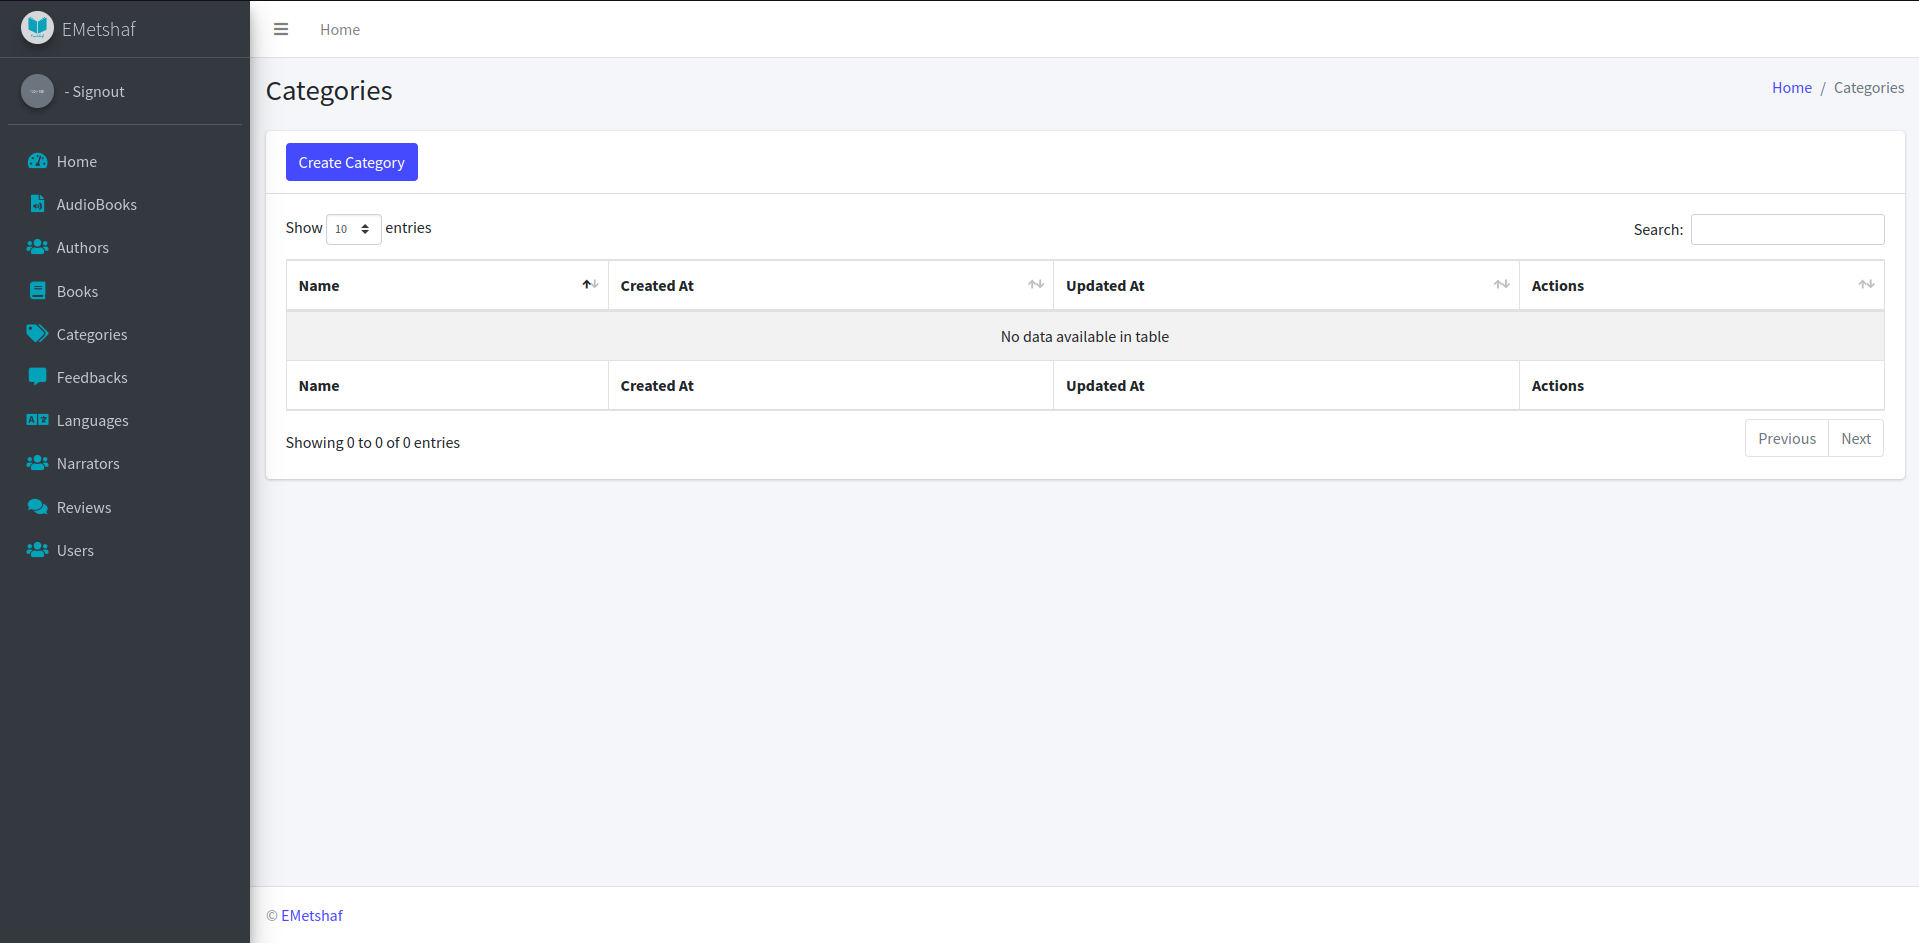 EMetshaf
- Signout
Home
AudioBooks
Authors
Books
Categories
Feedbacks
Languages
Narrators
Reviews
Users
Home
Categories
Home / Categories
Create Category
Show 10 entries
Search:
Name Created At Updated At Actions
No data available in table
Name Created At Updated At Actions
Showing 0 to 0 of 0 entries
Previous Next
© EMetshaf